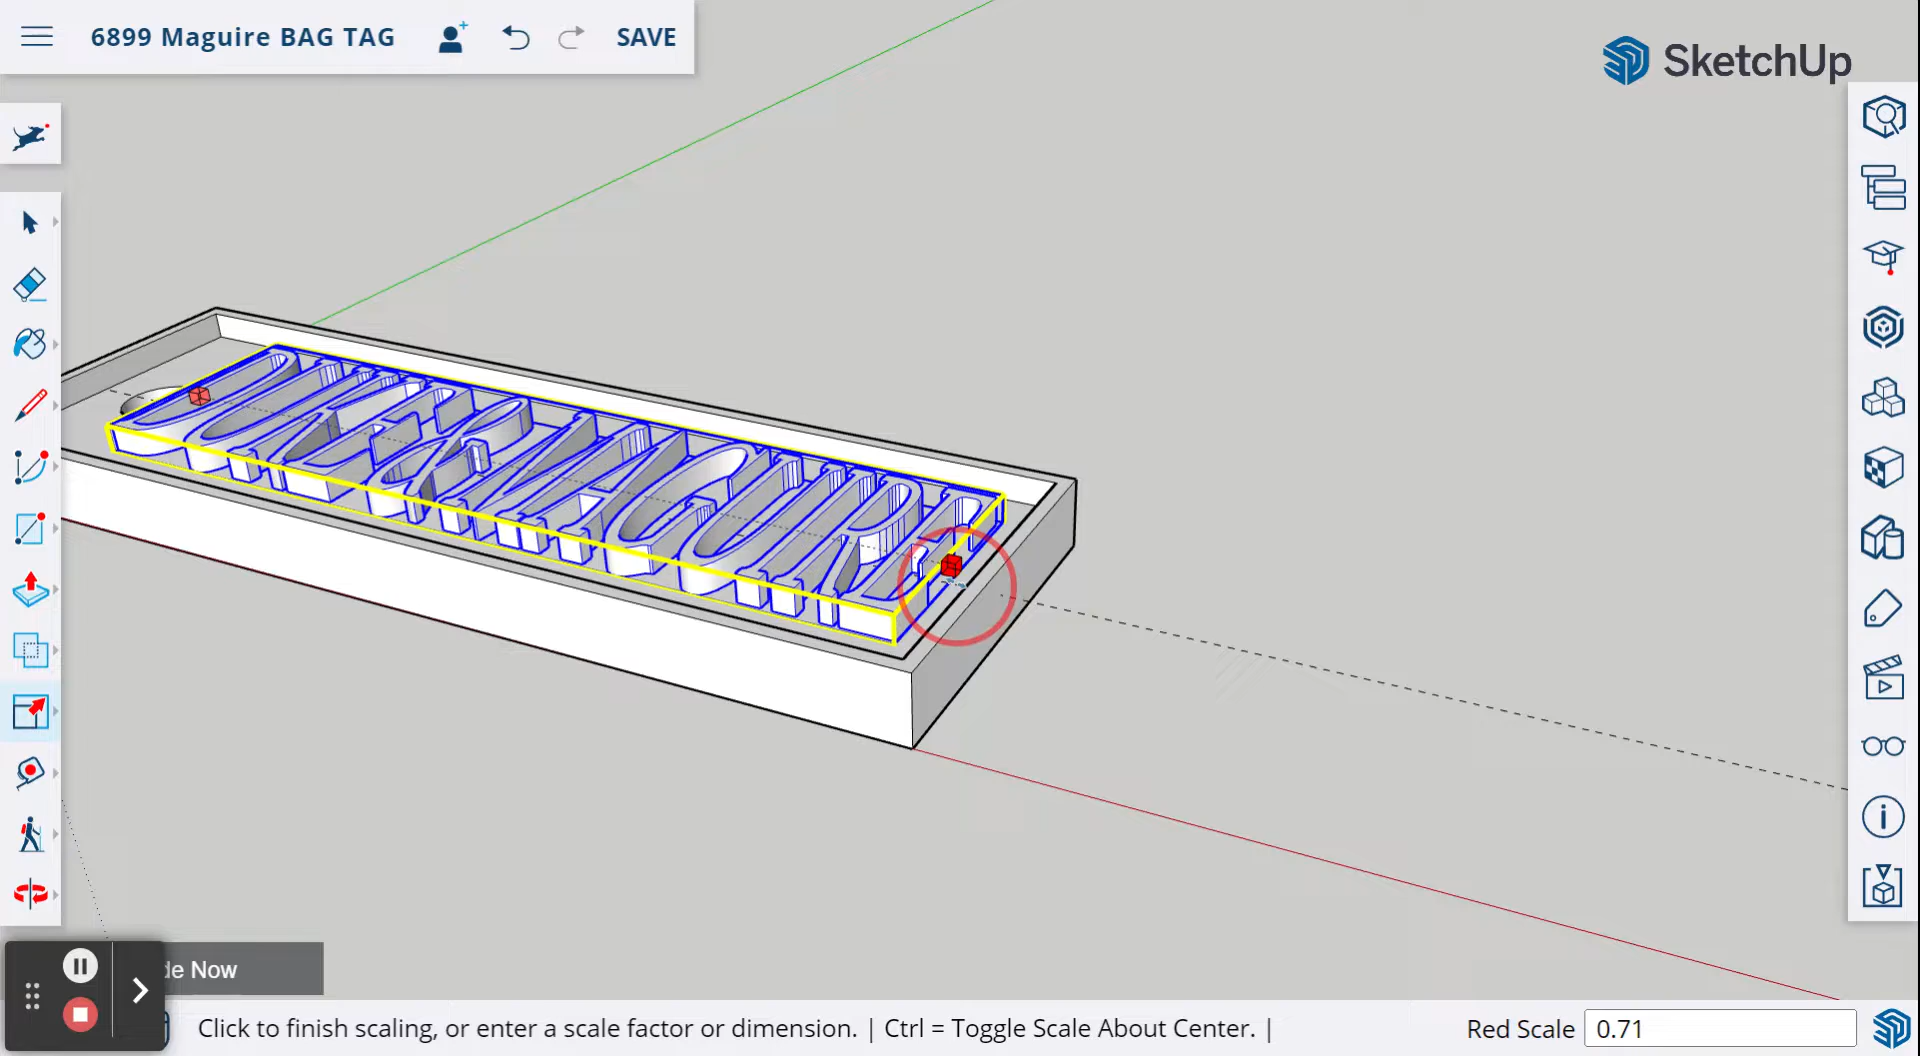 6899 Maguire BAG TAG
SAVE
SketchUp
de Now
Click to finish scaling, or enter a scale factor or dimension. | Ctrl = Toggle Scale About Center. |
Red Scale 0.71